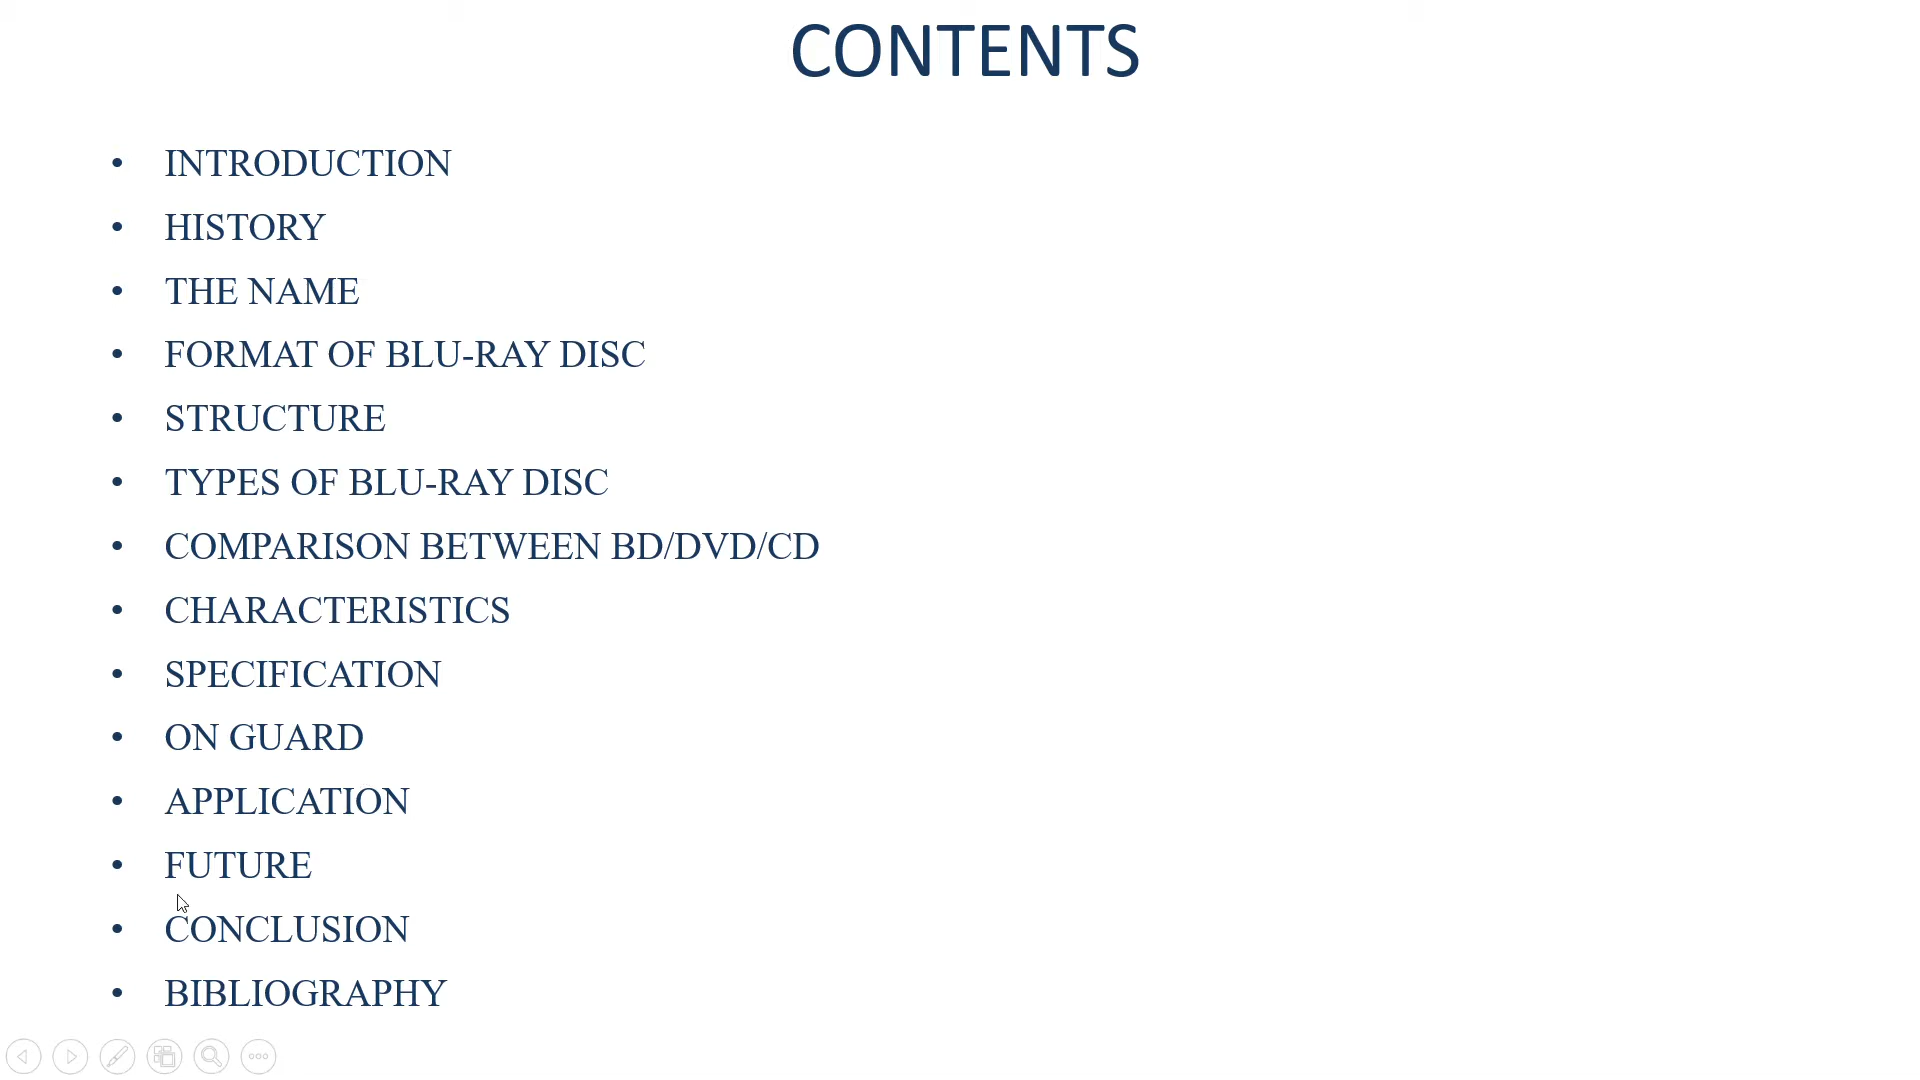 CONTENTS
• INTRODUCTION
• HISTORY
• THE NAME
• FORMAT OF BLU-RAY DISC
• STRUCTURE
• TYPES OF BLU-RAY DISC
• COMPARISON BETWEEN BD/DVD/CD
• CHARACTERISTICS
• SPECIFICATION
• ON GUARD
• APPLICATION
• FUTURE
• CONCLUSION
• BIBLIOGRAPHY